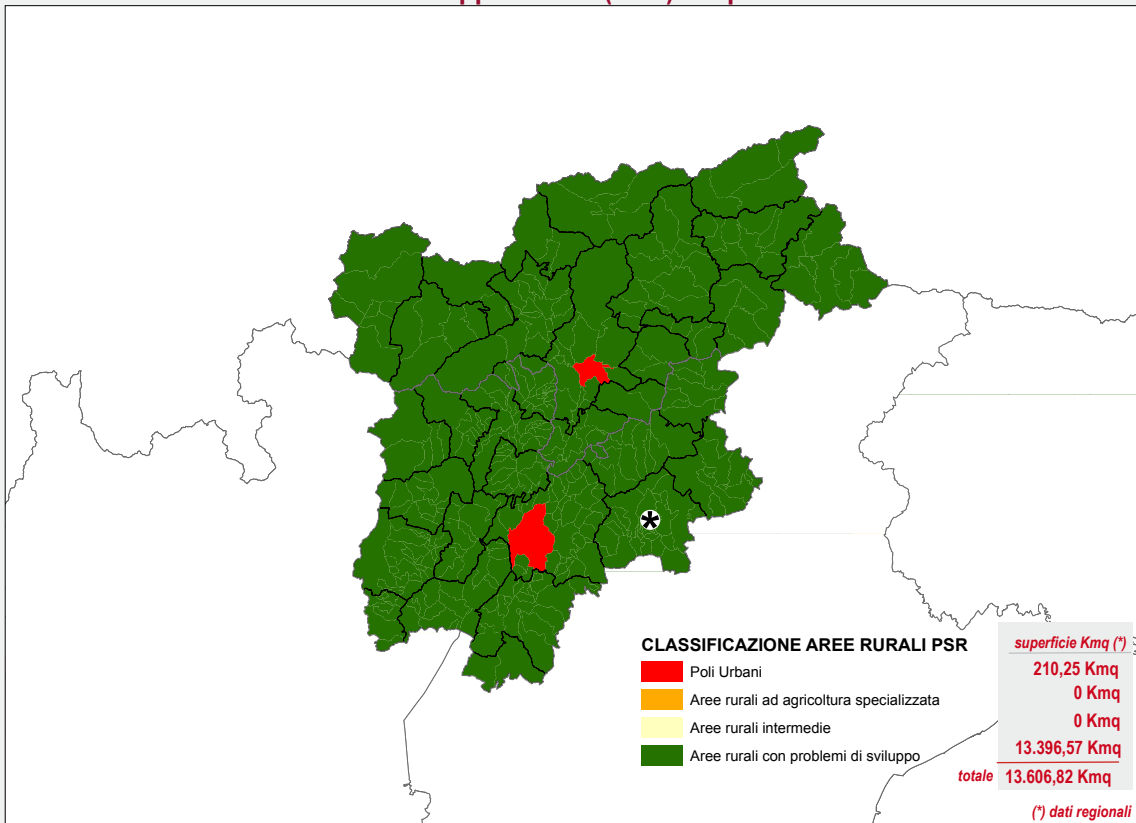 CLASSIFICAZIONE AREE RURALI PSR
superficie Kmq (*)
Poli Urbani
210,25 Kmq
Aree rurali ad agricoltura specializzata
0 Kmq
Aree rurali intermedie
0 Kmq
Aree rurali con problemi di sviluppo
13.396,57 Kmq
totale 13.606,82 Kmq
(*) dati regionali